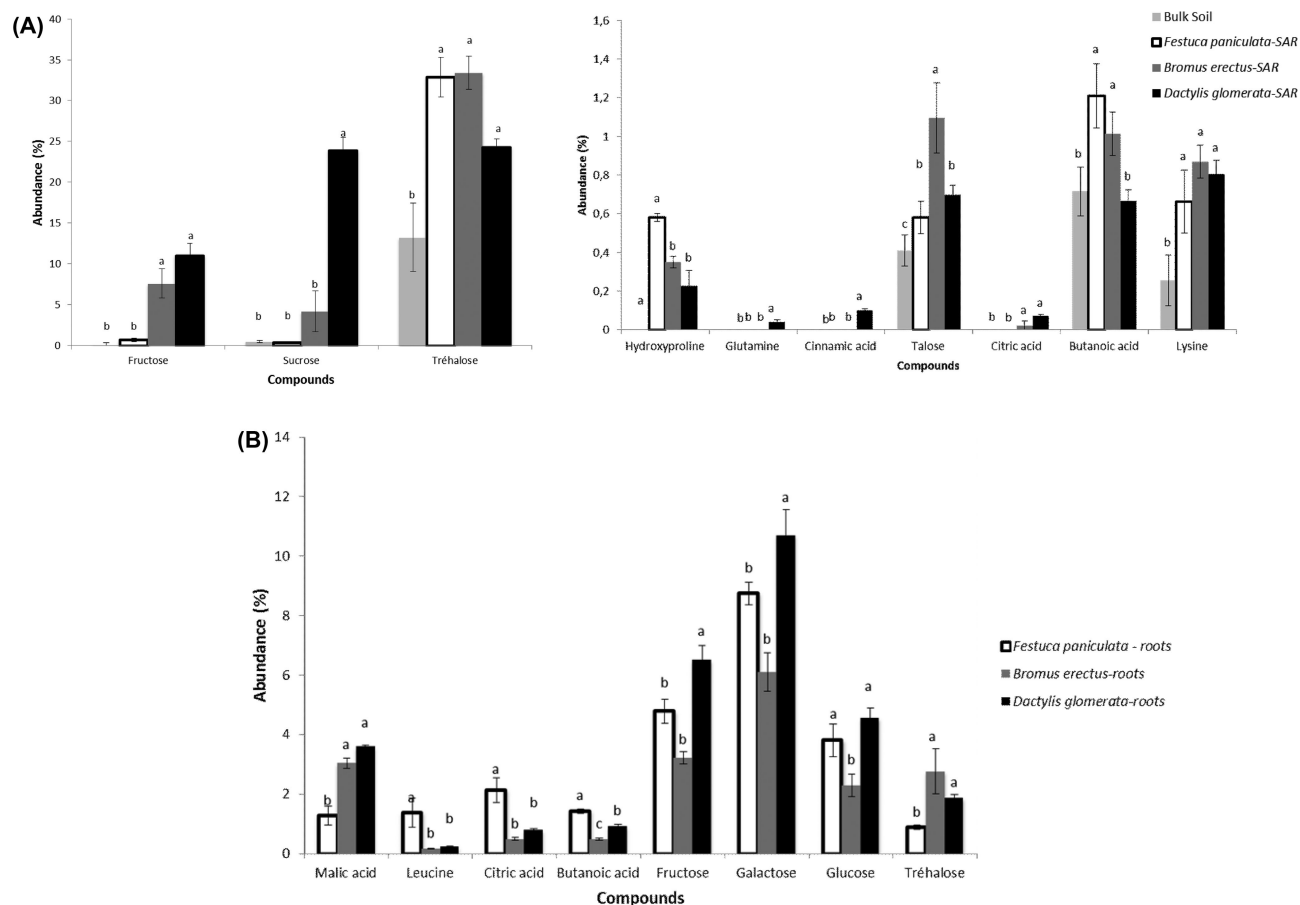 (A)
40
35
30
25
20
15
10
5
0
Abundance (%)
b b a a
b b b a
b a a a
Fructose Sucrose Tréhalose
Compounds
1,6
1,4
1,2
1
0,8
0,6
0,4
0,2
0
Abundance (%)
a a b b
b b b a
b b b a
c b a b
b b a a
b a a b
b a a a
Hydroxyproline Glutamine Cinnamic acid Talose Citric acid Butanoic acid Lysine
Compounds
Bulk Soil
Festuca paniculata-SAR
Bromus erectus-SAR
Dactylis glomerata-SAR
(B)
14
12
10
8
6
4
2
0
Abundance (%)
b a a
a b b
a b b
a c b
b b a
b b a
a b a
b a a
Malic acid Leucine Citric acid Butanoic acid Fructose Galactose Glucose Tréhalose
Compounds
Festuca paniculata - roots
Bromus erectus-roots
Dactylis glomerata-roots